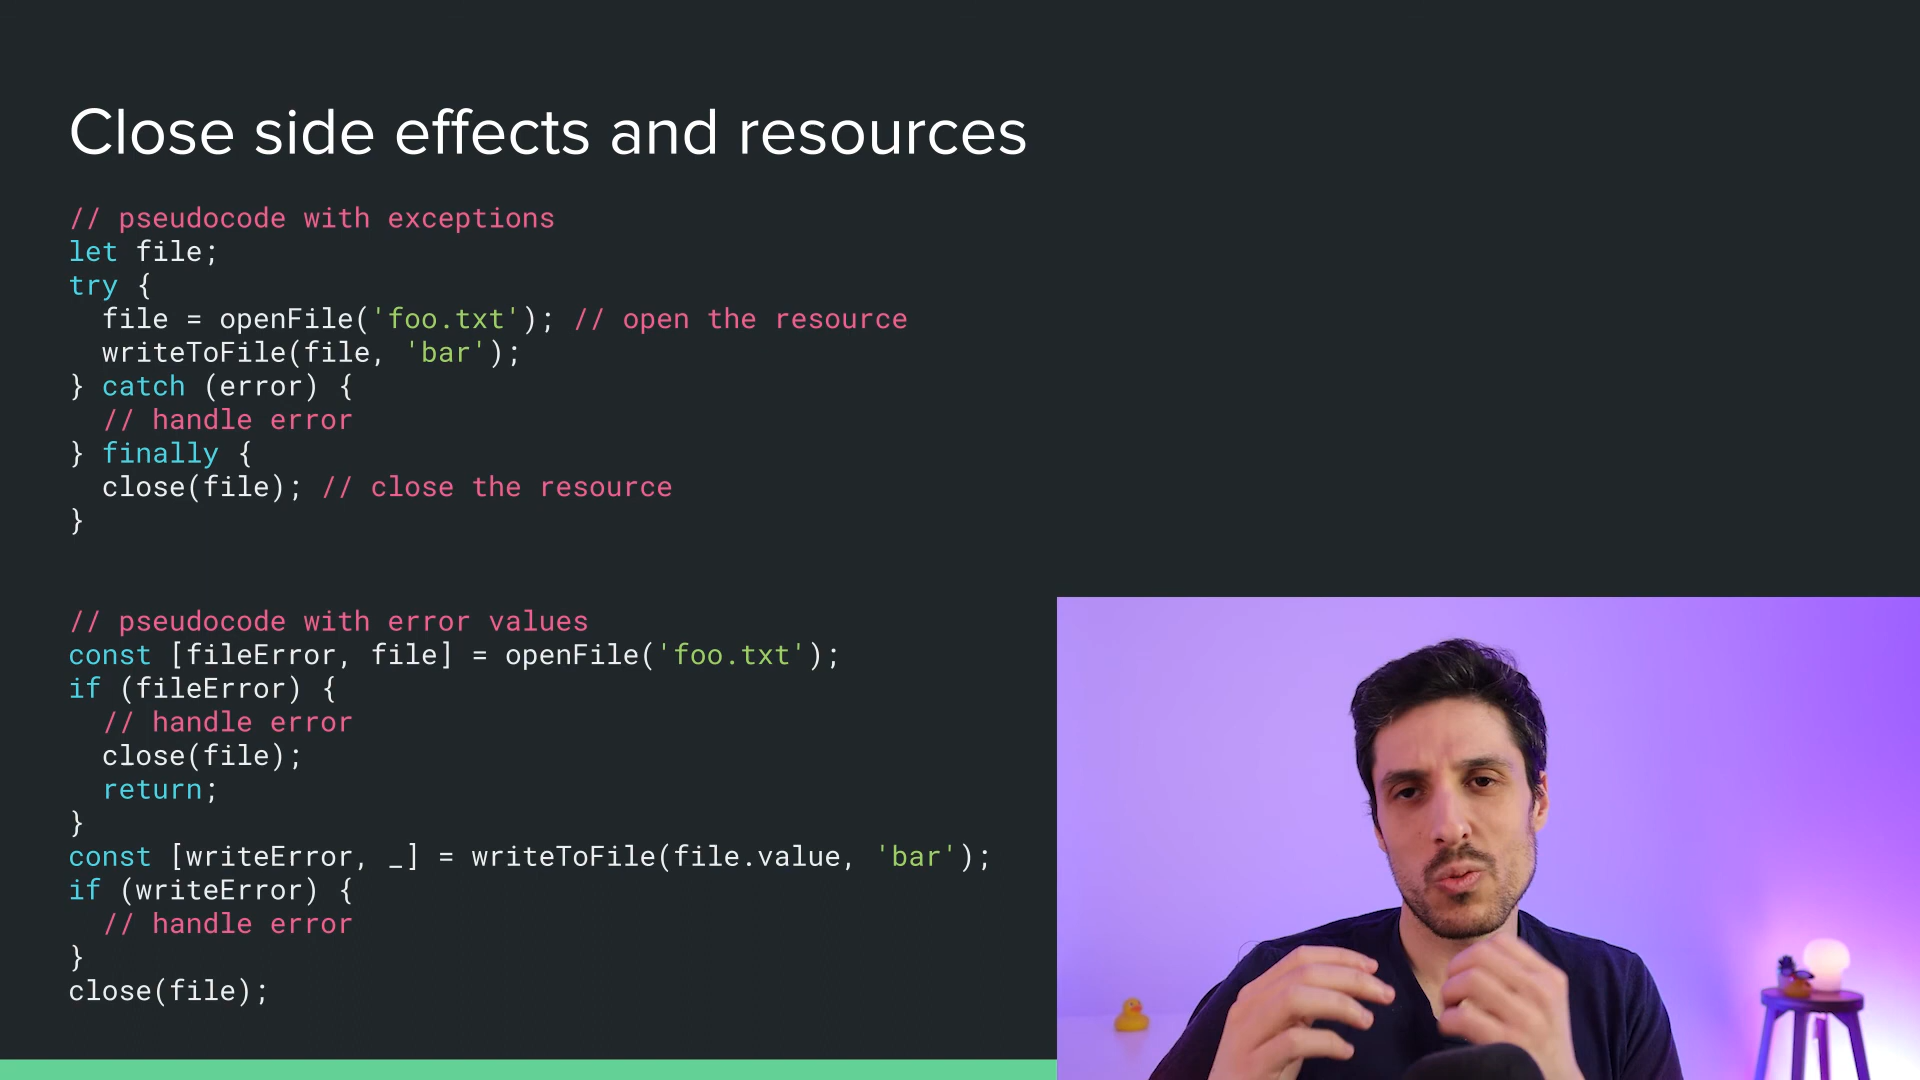 Close side effects and resources
// pseudocode with exceptions
let file;
try {
  file = openFile('foo.txt'); // open the resource
  writeToFile(file, 'bar');
} catch (error) {
  // handle error
} finally {
  close(file); // close the resource
}
// pseudocode with error values
const [fileError, file] = openFile('foo.txt');
if (fileError) {
  // handle error
  close(file);
  return;
}
const [writeError, _] = writeToFile(file.value, 'bar');
if (writeError) {
  // handle error
}
close(file);